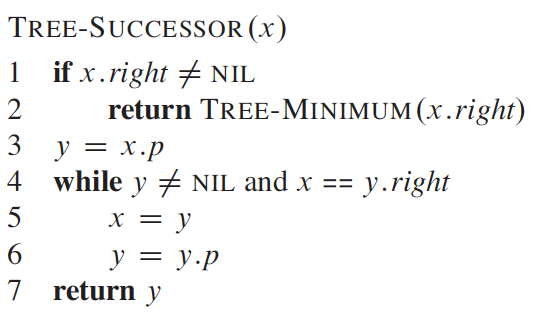 TREE-SUCCESSOR(x)
1 if x.right ≠ NIL
2 return TREE-MINIMUM(x.right)
3 y = x.p
4 while y ≠ NIL and x == y.right
5 x = y
6 y = y.p
7 return y